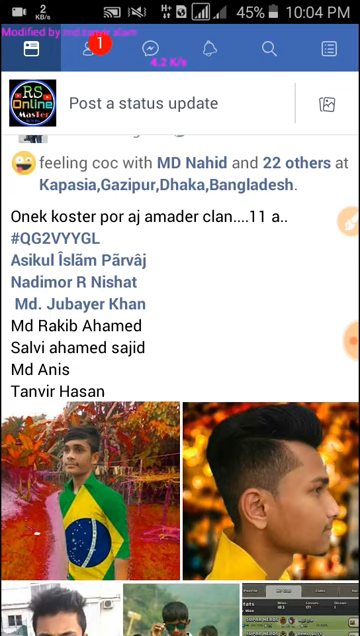 2
KB/s
H+
45% 10:04 PM
Modified by md tanvir alam
1
4.2 K/s
RS
Online
MasTer
Post a status update
feeling coc with MD Nahid and 22 others at
Kapasia,Gazipur,Dhaka,Bangladesh.
Onek koster por aj amader clan....11 a..
#QG2VYYGL
Asikul Îslãm Pãrvâj
Nadimor R Nishat
Md. Jubayer Khan
Md Rakib Ahamed
Salvi ahamed sajid
Md Anis
Tanvir Hasan